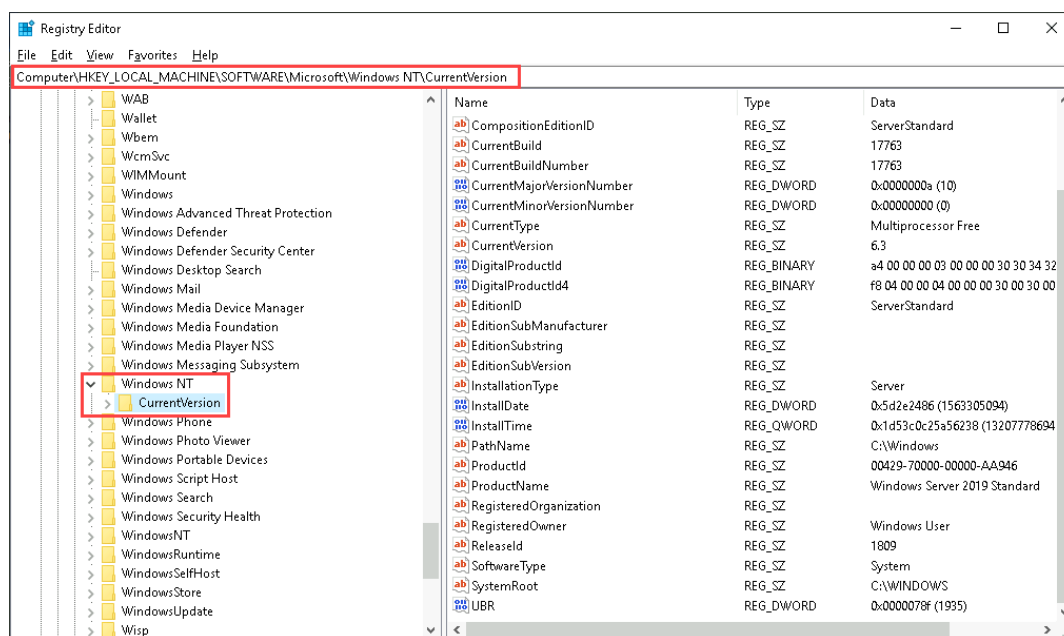 Registry Editor
File Edit View Favorites Help
Computer\HKEY_LOCAL_MACHINE\SOFTWARE\Microsoft\Windows NT\CurrentVersion
WAB
Wallet
Wbem
WcmSvc
WIMMount
Windows
Windows Advanced Threat Protection
Windows Defender
Windows Defender Security Center
Windows Desktop Search
Windows Mail
Windows Media Device Manager
Windows Media Foundation
Windows Media Player NSS
Windows Messaging Subsystem
Windows NT
CurrentVersion
Windows Phone
Windows Photo Viewer
Windows Portable Devices
Windows Script Host
Windows Search
Windows Security Health
WindowsNT
WindowsRuntime
WindowsSelfHost
WindowsStore
WindowsUpdate
Wisp
Name Type Data
CompositionEditionID REG_SZ ServerStandard
CurrentBuild REG_SZ 17763
CurrentBuildNumber REG_SZ 17763
CurrentMajorVersionNumber REG_DWORD 0x0000000a (10)
CurrentMinorVersionNumber REG_DWORD 0x00000000 (0)
CurrentType REG_SZ Multiprocessor Free
CurrentVersion REG_SZ 6.3
DigitalProductId REG_BINARY a4 00 00 00 03 00 00 00 30 30 34 32
DigitalProductId4 REG_BINARY f8 04 00 00 04 00 00 00 30 00 30 00
EditionID REG_SZ ServerStandard
EditionSubManufacturer REG_SZ
EditionSubstring REG_SZ
EditionSubVersion REG_SZ
InstallationType REG_SZ Server
InstallDate REG_DWORD 0x5d2e2486 (1563305094)
InstallTime REG_QWORD 0x1d53c0c25a56238 (13207778694
PathName REG_SZ C:\Windows
ProductId REG_SZ 00429-70000-00000-AA946
ProductName REG_SZ Windows Server 2019 Standard
RegisteredOrganization REG_SZ
RegisteredOwner REG_SZ Windows User
ReleaseId REG_SZ 1809
SoftwareType REG_SZ System
SystemRoot REG_SZ C:\WINDOWS
UBR REG_DWORD 0x0000078f (1935)